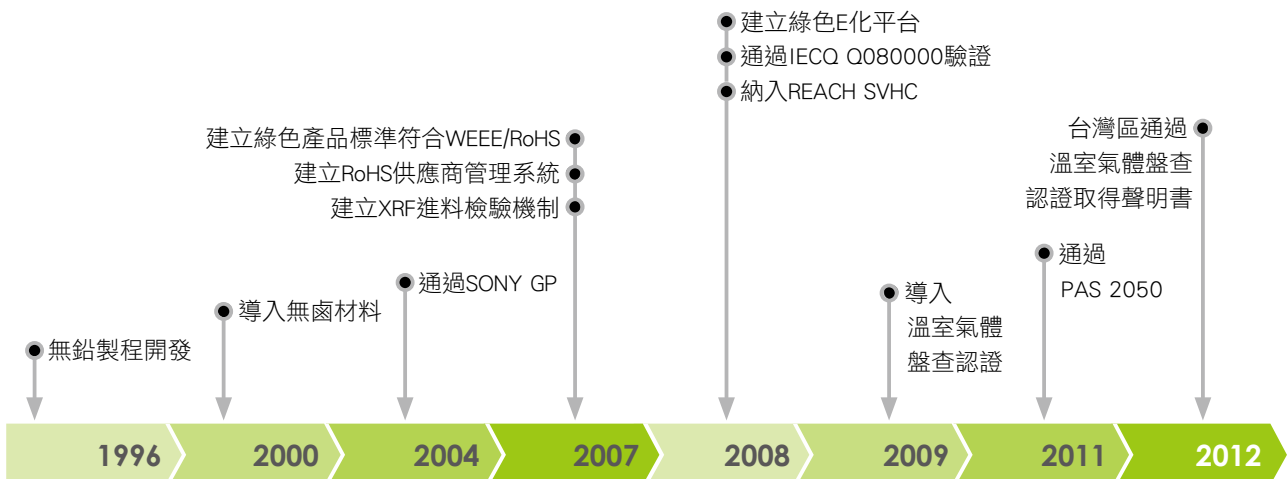 無鉛製程開發
導入無鹵材料
通過SONY GP
建立綠色產品標準符合WEEE/RoHS
建立RoHS供應商管理系統
建立XRF進料檢驗機制
建立綠色E化平台
通過IECQ Q080000驗證
納入REACH SVHC
導入
溫室氣體
盤查認證
通過
PAS 2050
台灣區通過
溫室氣體盤查
認證取得聲明書
1996
2000
2004
2007
2008
2009
2011
2012